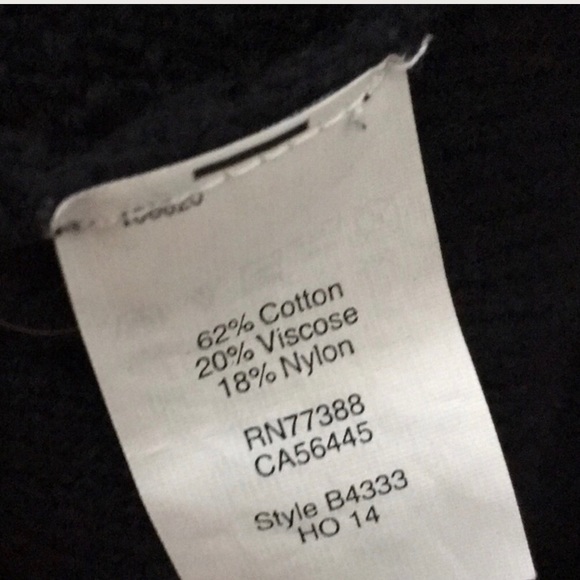 62% Cotton
20% Viscose
18% Nylon
RN77388
CA56445
Style B4333
HO 14